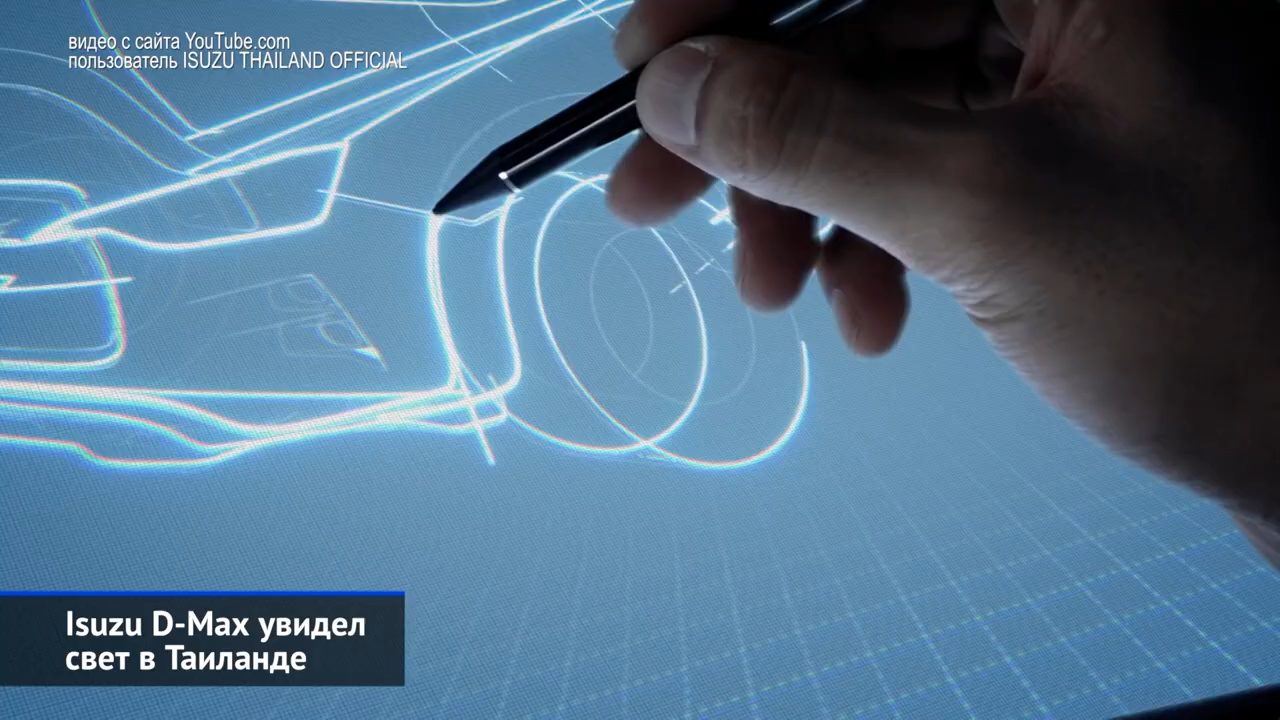 видео с сайта YouTube.com
пользователь ISUZU THAILAND OFFICIAL
Isuzu D-Max увидел
свет в Таиланде